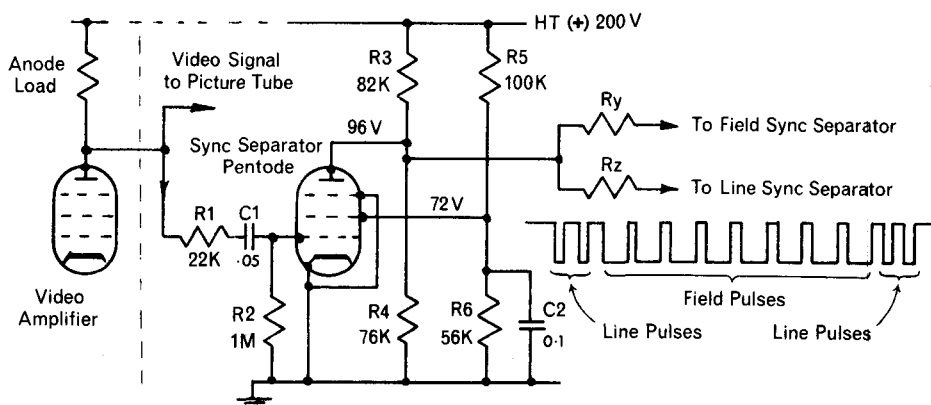 HT (+) 200 V
Anode
Load
Video Signal
to Picture Tube
R3
82K
R5
100K
Ry
To Field Sync Separator
96 V
Sync Separator
Pentode
Rz
To Line Sync Separator
72 V
R1
22K
C1
·05
Video
Amplifier
R2
1M
R4
76K
R6
56K
C2
0·1
Field Pulses
Line Pulses
Line Pulses